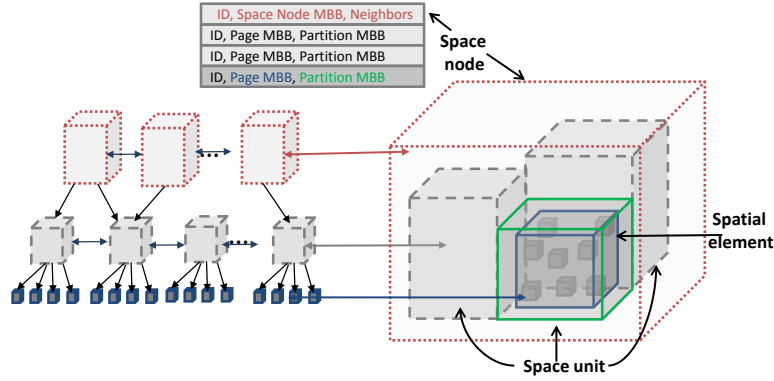 ID, Space Node MBB, Neighbors
ID, Page MBB, Partition MBB
ID, Page MBB, Partition MBB
ID, Page MBB, Partition MBB
Space
node
Spatial
element
Space unit